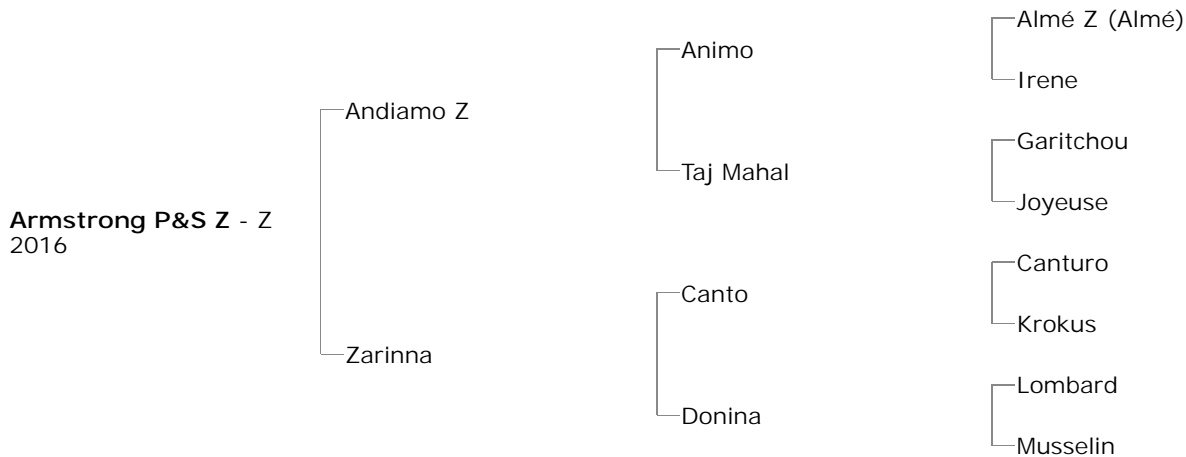 Almé Z (Almé)
Animo
Irene
Andiamo Z
Garitchou
Taj Mahal
Joyeuse
Armstrong P&S Z - Z
2016
Canturo
Canto
Krokus
Zarinna
Lombard
Donina
Musselin